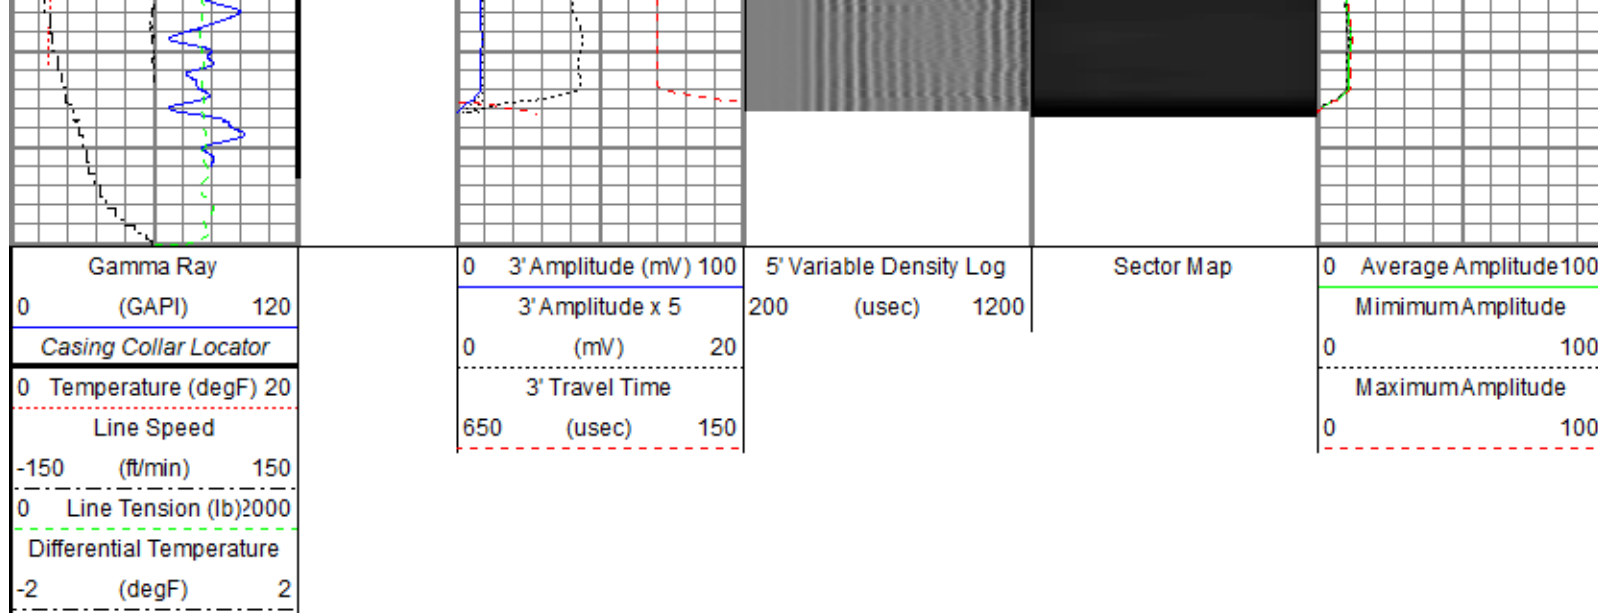 Gamma Ray
0 (GAPI) 120
Casing Collar Locator
0 Temperature (degF) 20
Line Speed
-150 (ft/min) 150
0 Line Tension (lb) 2000
Differential Temperature
-2 (degF) 2
0 3' Amplitude (mV) 100
3' Amplitude x 5
0 (mV) 20
3' Travel Time
650 (usec) 150
5' Variable Density Log
200 (usec) 1200
Sector Map
0 Average Amplitude 100
Mimimum Amplitude
0 100
Maximum Amplitude
0 100